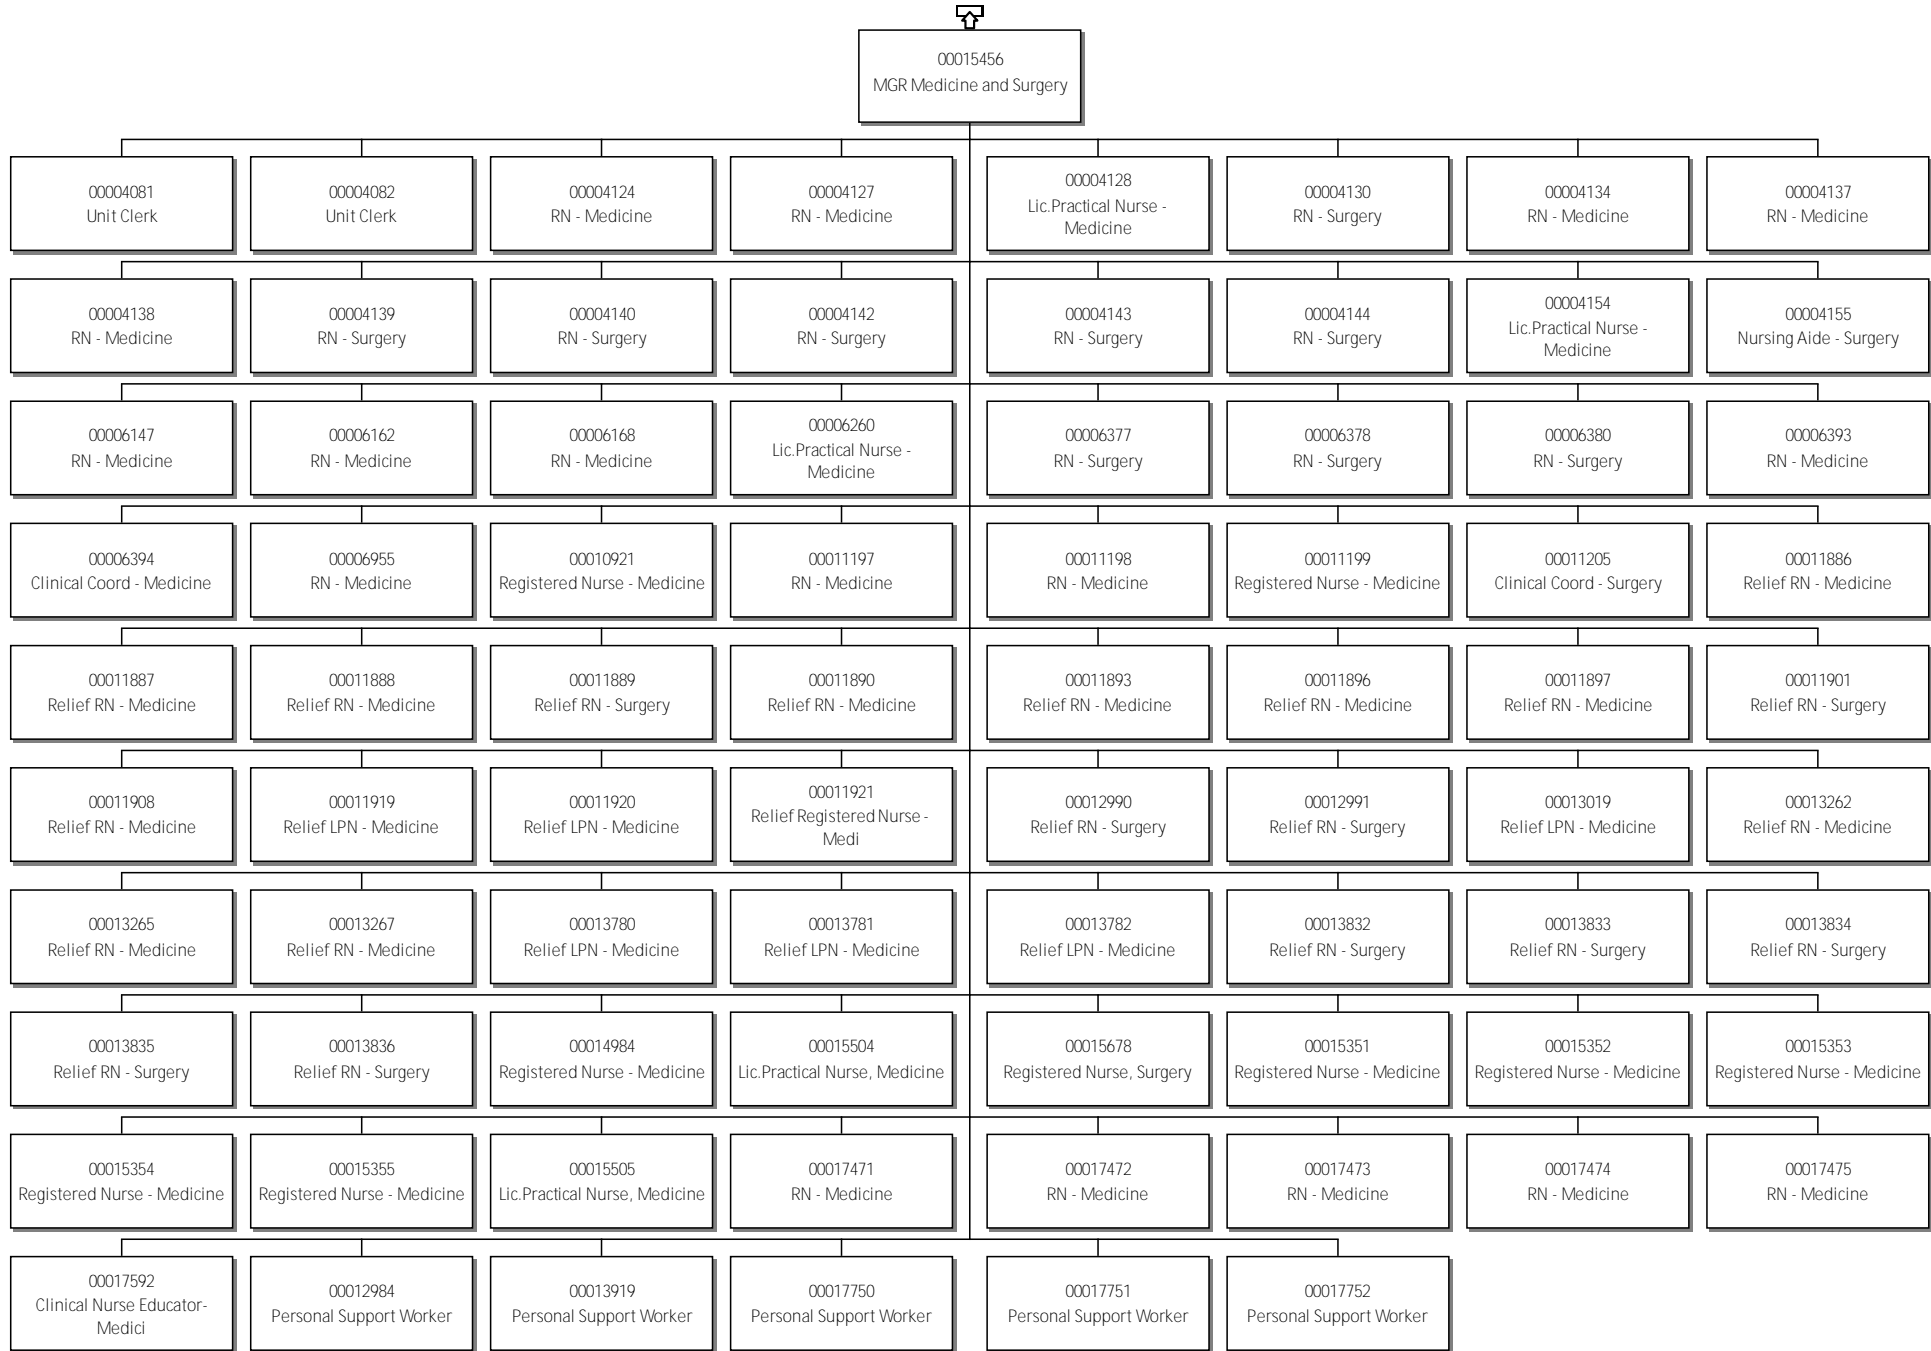 00015456
MGR Medicine and Surgery
00004081
Unit Clerk
00004082
Unit Clerk
00004124
RN - Medicine
00004127
RN - Medicine
00004128
Lic.Practical Nurse -
Medicine
00004130
RN - Surgery
00004134
RN - Medicine
00004137
RN - Medicine
00004138
RN - Medicine
00004139
RN - Surgery
00004140
RN - Surgery
00004142
RN - Surgery
00004143
RN - Surgery
00004144
RN - Surgery
00004154
Lic.Practical Nurse -
Medicine
00004155
Nursing Aide - Surgery
00006147
RN - Medicine
00006162
RN - Medicine
00006168
RN - Medicine
00006260
Lic.Practical Nurse -
Medicine
00006377
RN - Surgery
00006378
RN - Surgery
00006380
RN - Surgery
00006393
RN - Medicine
00006394
Clinical Coord - Medicine
00006955
RN - Medicine
00010921
Registered Nurse - Medicine
00011197
RN - Medicine
00011198
RN - Medicine
00011199
Registered Nurse - Medicine
00011205
Clinical Coord - Surgery
00011886
Relief RN - Medicine
00011887
Relief RN - Medicine
00011888
Relief RN - Medicine
00011889
Relief RN - Surgery
00011890
Relief RN - Medicine
00011893
Relief RN - Medicine
00011896
Relief RN - Medicine
00011897
Relief RN - Medicine
00011901
Relief RN - Surgery
00011908
Relief RN - Medicine
00011919
Relief LPN - Medicine
00011920
Relief LPN - Medicine
00011921
Relief Registered Nurse -
Medi
00012990
Relief RN - Surgery
00012991
Relief RN - Surgery
00013019
Relief LPN - Medicine
00013262
Relief RN - Medicine
00013265
Relief RN - Medicine
00013267
Relief RN - Medicine
00013780
Relief LPN - Medicine
00013781
Relief LPN - Medicine
00013782
Relief LPN - Medicine
00013832
Relief RN - Surgery
00013833
Relief RN - Surgery
00013834
Relief RN - Surgery
00013835
Relief RN - Surgery
00013836
Relief RN - Surgery
00014984
Registered Nurse - Medicine
00015504
Lic.Practical Nurse, Medicine
00015678
Registered Nurse, Surgery
00015351
Registered Nurse - Medicine
00015352
Registered Nurse - Medicine
00015353
Registered Nurse - Medicine
00015354
Registered Nurse - Medicine
00015355
Registered Nurse - Medicine
00015505
Lic.Practical Nurse, Medicine
00017471
RN - Medicine
00017472
RN - Medicine
00017473
RN - Medicine
00017474
RN - Medicine
00017475
RN - Medicine
00017592
Clinical Nurse Educator-
Medici
00012984
Personal Support Worker
00013919
Personal Support Worker
00017750
Personal Support Worker
00017751
Personal Support Worker
00017752
Personal Support Worker